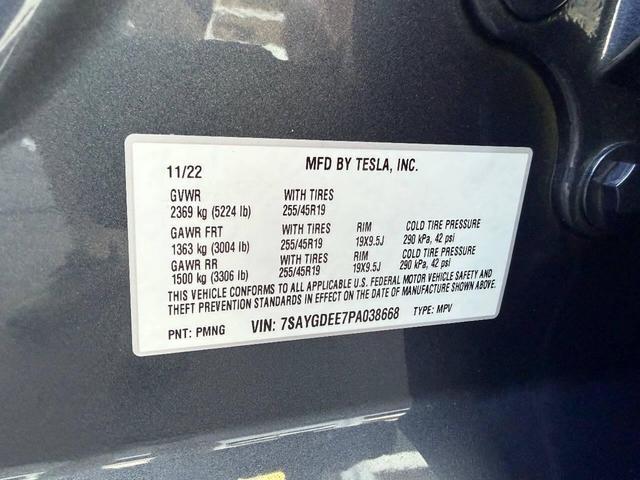 11/22 MFD BY TESLA, INC.
GVWR WITH TIRES
2369 kg (5224 lb) 255/45R19
GAWR FRT WITH TIRES RIM COLD TIRE PRESSURE
1363 kg (3004 lb) 255/45R19 19X9.5J 290 kPa, 42 psi
GAWR RR WITH TIRES RIM COLD TIRE PRESSURE
1500 kg (3306 lb) 255/45R19 19X9.5J 290 kPa, 42 psi
THIS VEHICLE CONFORMS TO ALL APPLICABLE U.S. FEDERAL MOTOR VEHICLE SAFETY AND
THEFT PREVENTION STANDARDS IN EFFECT ON THE DATE OF MANUFACTURE SHOWN ABOVE.
PNT: PMNG VIN: 7SAYGDEE7PA038668 TYPE: MPV